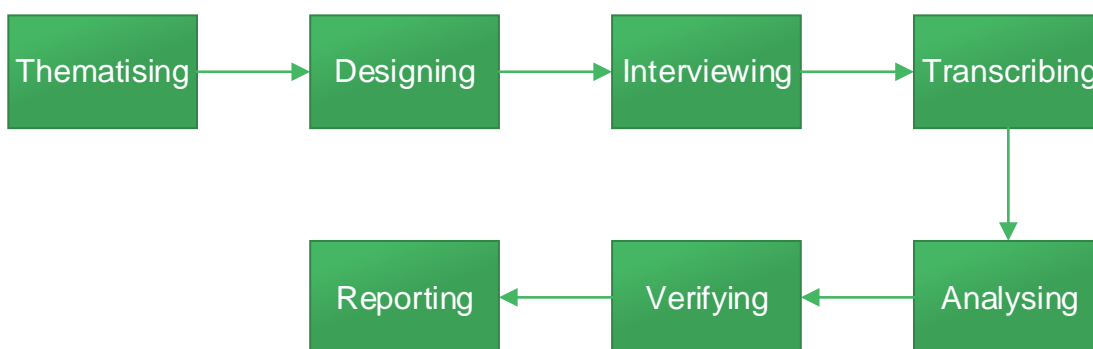 Thematising
Designing
Interviewing
Transcribing
Analysing
Verifying
Reporting